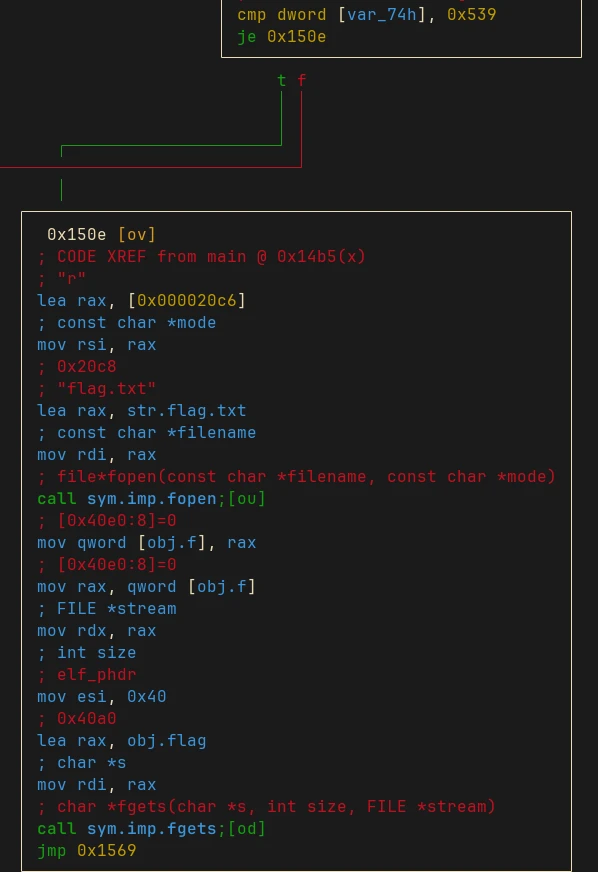 cmp dword [var_74h], 0x539
je 0x150e
t f
0x150e [ov]
; CODE XREF from main @ 0x14b5(x)
; "r"
lea rax, [0x000020c6]
; const char *mode
mov rsi, rax
; 0x20c8
; "flag.txt"
lea rax, str.flag.txt
; const char *filename
mov rdi, rax
; file*fopen(const char *filename, const char *mode)
call sym.imp.fopen;[ou]
; [0x40e0:8]=0
mov qword [obj.f], rax
; [0x40e0:8]=0
mov rax, qword [obj.f]
; FILE *stream
mov rdx, rax
; int size
; elf_phdr
mov esi, 0x40
; 0x40a0
lea rax, obj.flag
; char *s
mov rdi, rax
; char *fgets(char *s, int size, FILE *stream)
call sym.imp.fgets;[od]
jmp 0x1569